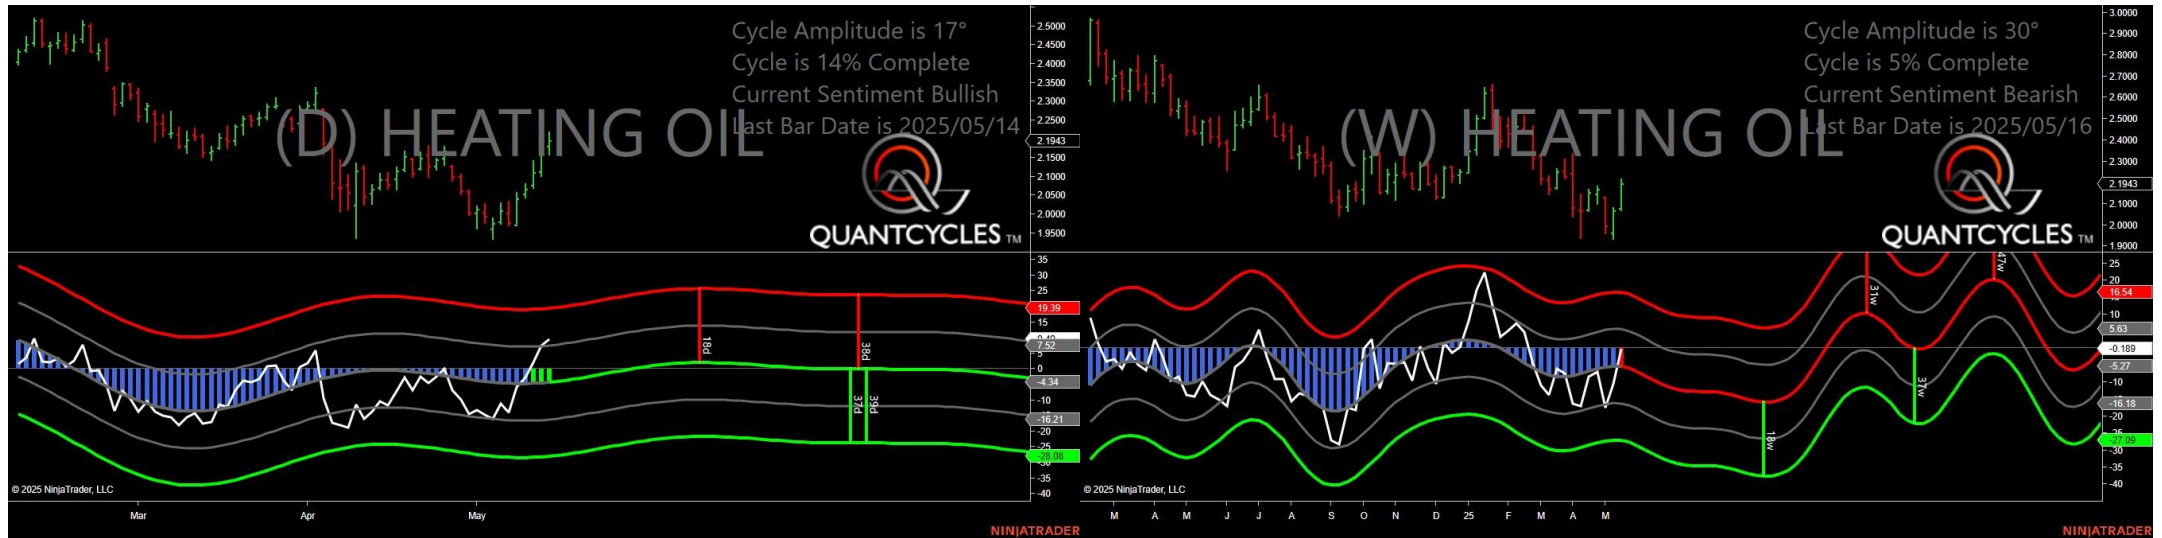 Cycle Amplitude is 17°
Cycle is 14% Complete
Current Sentiment Bullish
Last Bar Date is 2025/05/14
(D) HEATING OIL
QUANTCYCLES TM
2.5000
2.4500
2.4000
2.3500
2.3000
2.2500
2.1943
2.1500
2.1000
2.0500
2.0000
1.9500
35
30
25
19.39
15
7.52
5
0
-4.34
-10
-16.21
-20
-25
-28.08
-35
-40
18d
38d
37d
39d
© 2025 NinjaTrader, LLC
Mar
Apr
May
NINJATRADER
Cycle Amplitude is 30°
Cycle is 5% Complete
Current Sentiment Bearish
Last Bar Date is 2025/05/16
(W) HEATING OIL
QUANTCYCLES TM
3.0000
2.9000
2.8000
2.7000
2.6000
2.5000
2.4000
2.3000
2.1943
2.1000
2.0000
1.9000
25
20
16.54
10
5.63
-0.189
-5.27
-10
-16.18
-20
-27.09
-30
-35
-40
31w
47w
37w
18w
© 2025 NinjaTrader, LLC
M
A
M
J
J
A
S
O
N
D
25
F
M
A
M
NINJATRADER